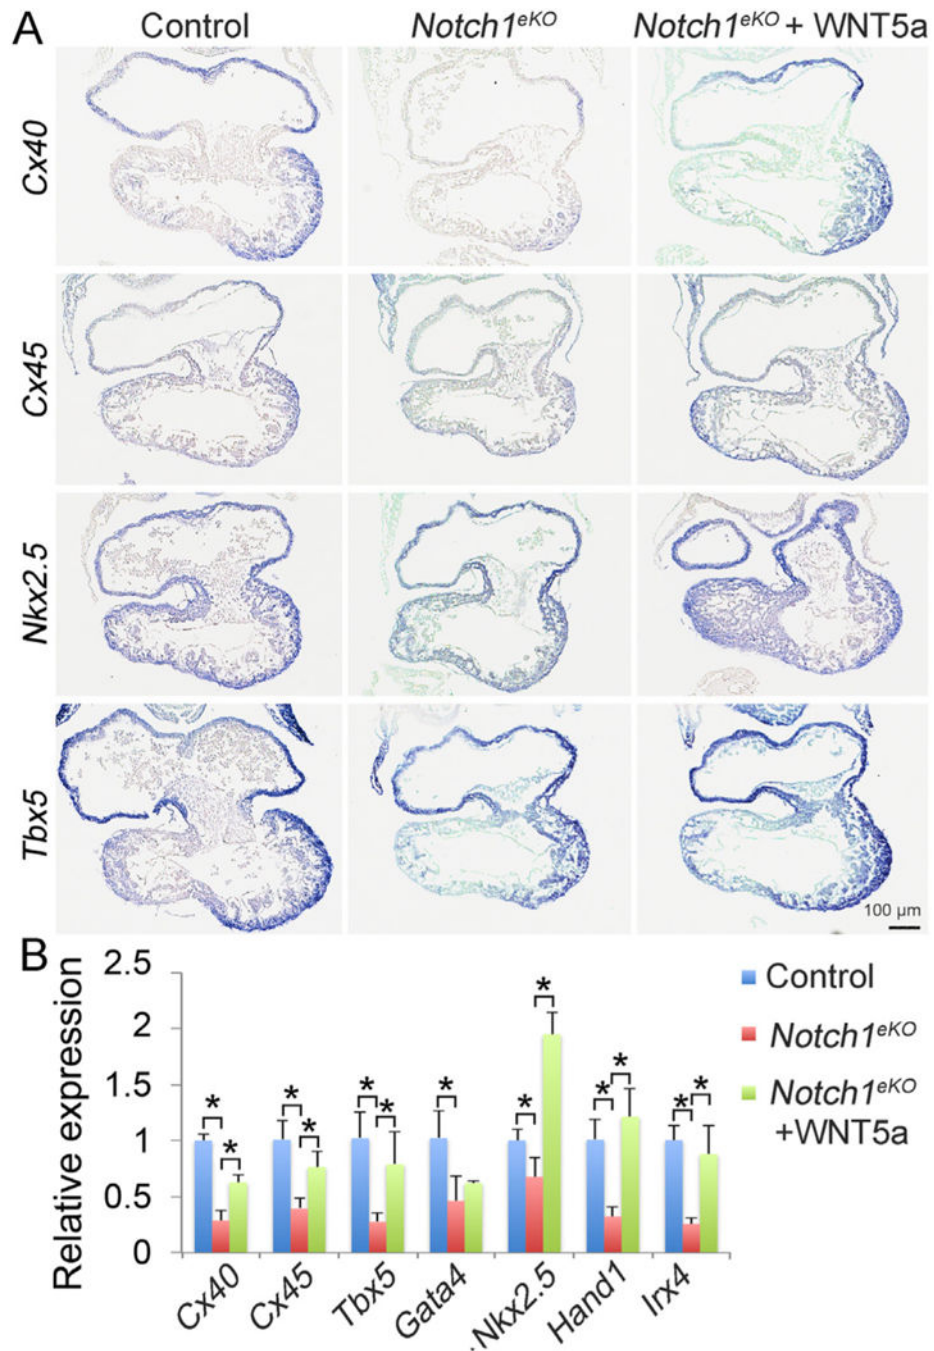 A
Control
Notch1eKO
Notch1eKO + WNT5a
Cx40
Cx45
Nkx2.5
Tbx5
100 µm
B
Relative expression
2.5
2
1.5
1
0.5
0
* * * * * * * * * * * * *
Control
Notch1eKO
Notch1eKO
+WNT5a
Cx40
Cx45
Tbx5
Gata4
.Nkx2.5
Hand1
Irx4